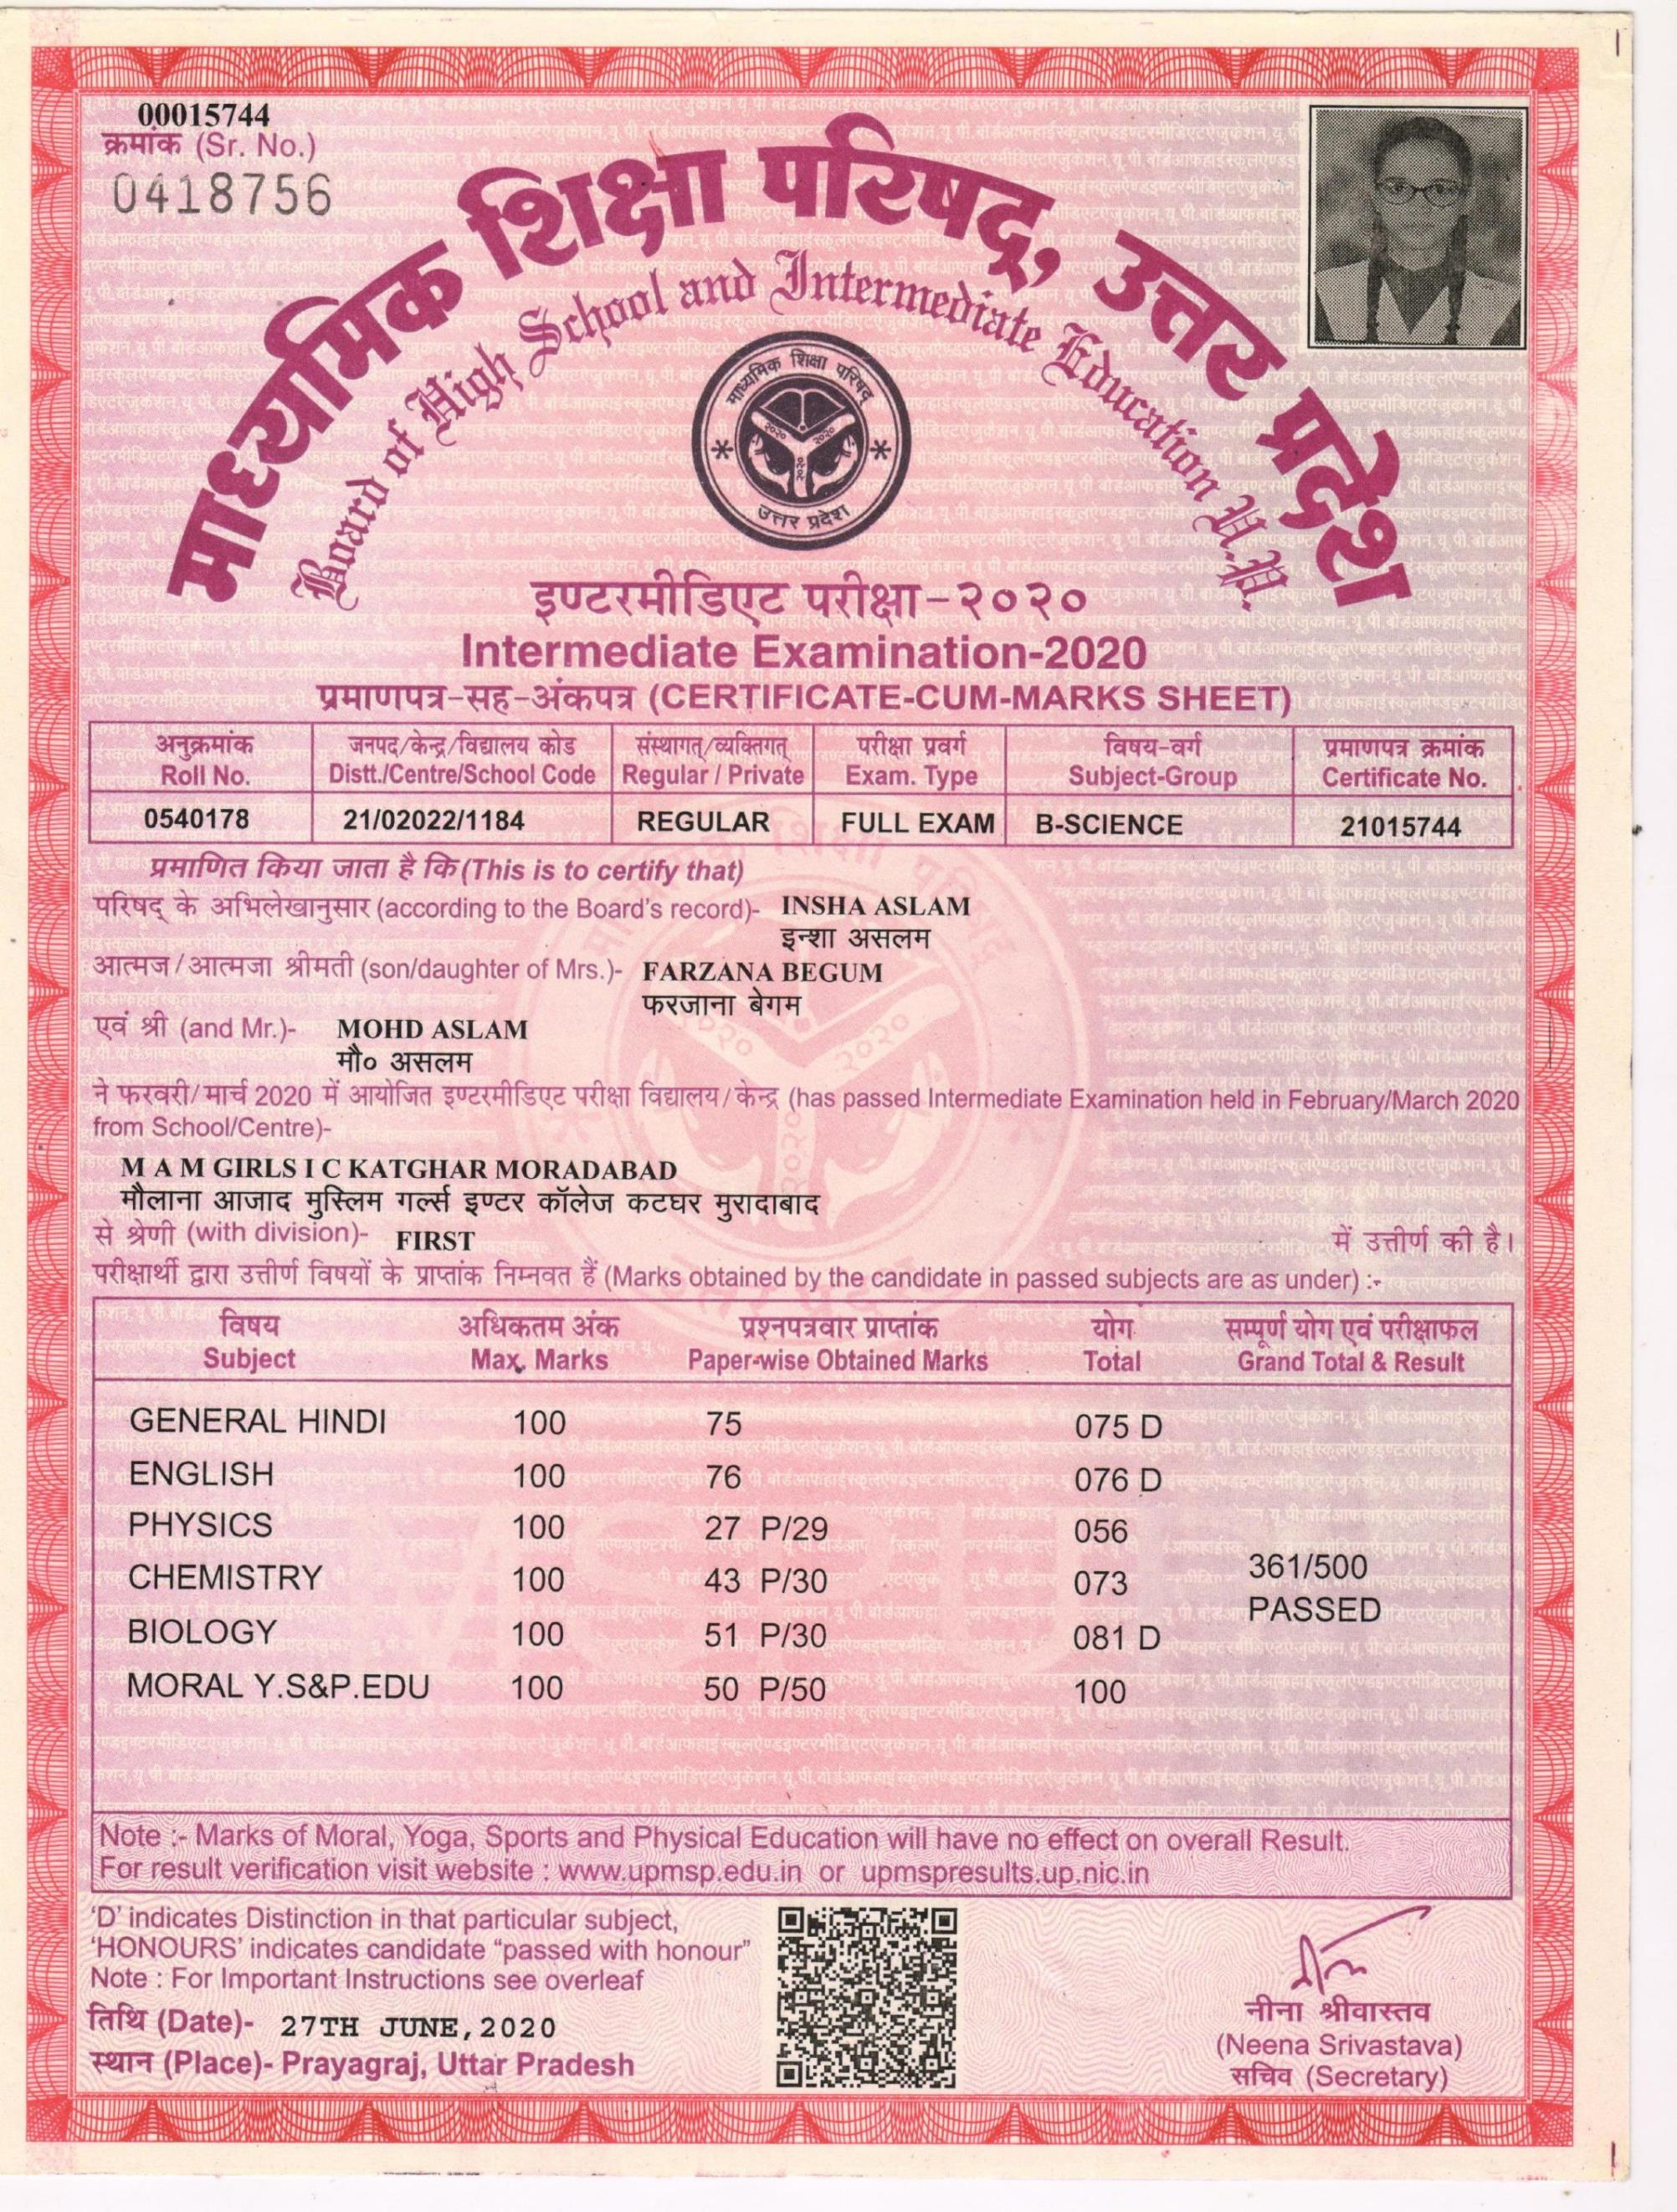 00015744
क्रमांक (Sr. No.)
0418756
माध्यमिक शिक्षा परिषद्, उत्तर प्रदेश
Board of High School and Intermediate Education U.P.
माध्यमिक शिक्षा परिषद्
२०२० २०२०
उत्तर प्रदेश
इण्टरमीडिएट परीक्षा-२०२०
Intermediate Examination-2020
प्रमाणपत्र-सह-अंकपत्र (CERTIFICATE-CUM-MARKS SHEET)
अनुक्रमांक जनपद/केन्द्र/विद्यालय कोड संस्थागत/व्यक्तिगत परीक्षा प्रवर्ग विषय-वर्ग प्रमाणपत्र क्रमांक
Roll No. Distt./Centre/School Code Regular / Private Exam. Type Subject-Group Certificate No.
0540178 21/02022/1184 REGULAR FULL EXAM B-SCIENCE 21015744
प्रमाणित किया जाता है कि (This is to certify that)
परिषद् के अभिलेखानुसार (according to the Board's record)- INSHA ASLAM
इन्शा असलम
आत्मज / आत्मजा श्रीमती (son/daughter of Mrs.)- FARZANA BEGUM
फरजाना बेगम
एवं श्री (and Mr.)- MOHD ASLAM
मौ० असलम
ने फरवरी/मार्च 2020 में आयोजित इण्टरमीडिएट परीक्षा विद्यालय/केन्द्र (has passed Intermediate Examination held in February/March 2020
from School/Centre)-
M A M GIRLS I C KATGHAR MORADABAD
मौलाना आजाद मुस्लिम गर्ल्स इण्टर कॉलेज कटघर मुरादाबाद
से श्रेणी (with division)- FIRST में उत्तीर्ण की है।
परीक्षार्थी द्वारा उत्तीर्ण विषयों के प्राप्तांक निम्नवत हैं (Marks obtained by the candidate in passed subjects are as under) :-
विषय अधिकतम अंक प्रश्नपत्रवार प्राप्तांक योग सम्पूर्ण योग एवं परीक्षाफल
Subject Max. Marks Paper-wise Obtained Marks Total Grand Total & Result
GENERAL HINDI 100 75 075 D
ENGLISH 100 76 076 D
PHYSICS 100 27 P/29 056
CHEMISTRY 100 43 P/30 073
361/500
PASSED
BIOLOGY 100 51 P/30 081 D
MORAL Y.S&P.EDU 100 50 P/50 100
Note :- Marks of Moral, Yoga, Sports and Physical Education will have no effect on overall Result.
For result verification visit website : www.upmsp.edu.in or upmspresults.up.nic.in
'D' indicates Distinction in that particular subject,
'HONOURS' indicates candidate "passed with honour"
Note : For Important Instructions see overleaf
तिथि (Date)- 27TH JUNE,2020
स्थान (Place)- Prayagraj, Uttar Pradesh
नीना श्रीवास्तव
(Neena Srivastava)
सचिव (Secretary)